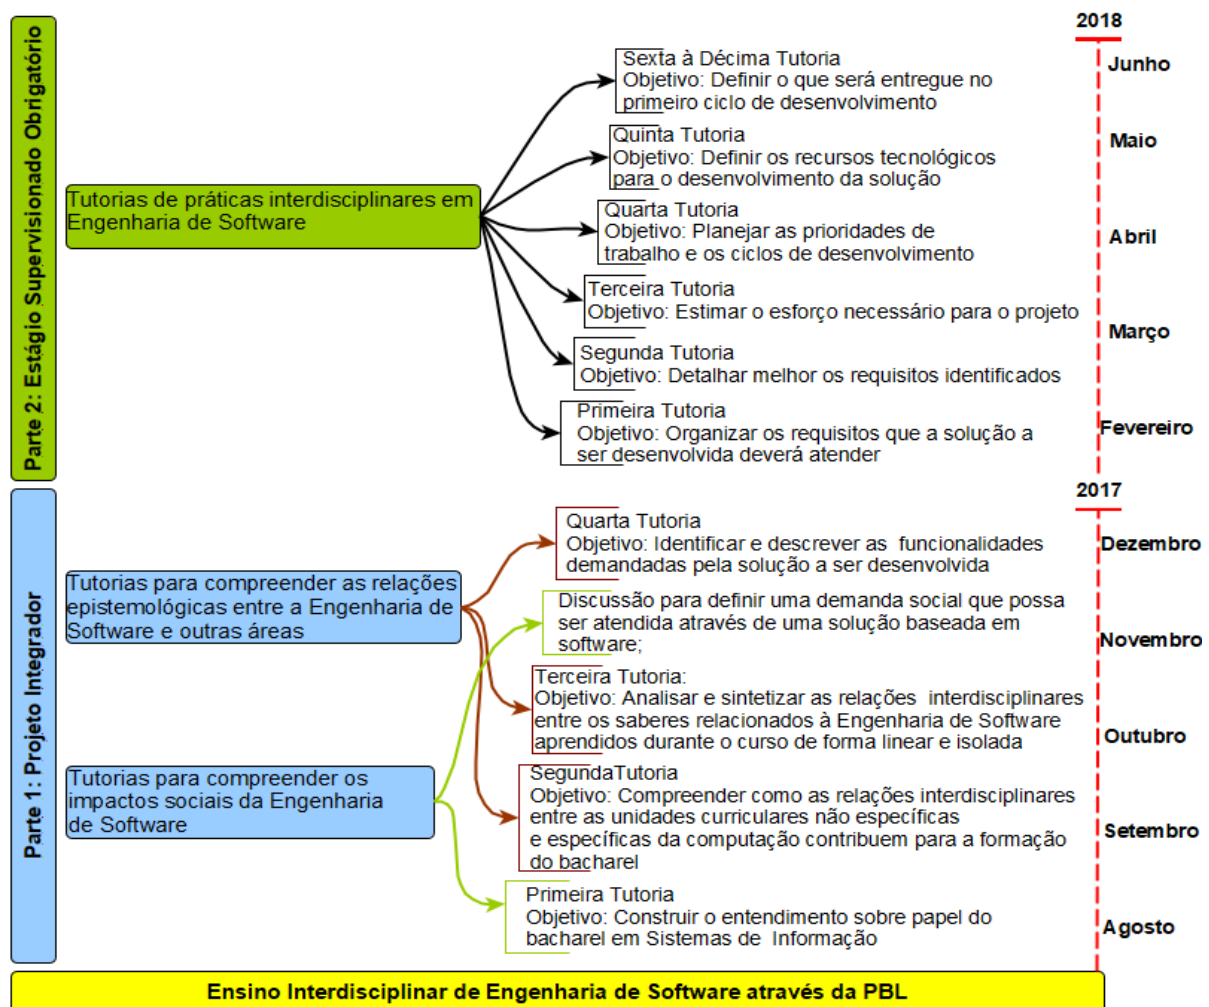 2018
Parte 2: Estágio Supervisionado Obrigatório
Tutorias de práticas interdisciplinares em
Engenharia de Software
Sexta à Décima Tutoria
Objetivo: Definir o que será entregue no
primeiro ciclo de desenvolvimento
Junho
Quinta Tutoria
Objetivo: Definir os recursos tecnológicos
para o desenvolvimento da solução
Maio
Quarta Tutoria
Objetivo: Planejar as prioridades de
trabalho e os ciclos de desenvolvimento
Abril
Terceira Tutoria
Objetivo: Estimar o esforço necessário para o projeto
Março
Segunda Tutoria
Objetivo: Detalhar melhor os requisitos identificados
Primeira Tutoria
Objetivo: Organizar os requisitos que a solução a
ser desenvolvida deverá atender
Fevereiro
2017
Parte 1: Projeto Integrador
Tutorias para compreender as relações
epistemológicas entre a Engenharia de
Software e outras áreas
Quarta Tutoria
Objetivo: Identificar e descrever as funcionalidades
demandadas pela solução a ser desenvolvida
Dezembro
Discussão para definir uma demanda social que possa
ser atendida através de uma solução baseada em
software;
Novembro
Terceira Tutoria:
Objetivo: Analisar e sintetizar as relações interdisciplinares
entre os saberes relacionados à Engenharia de Software
aprendidos durante o curso de forma linear e isolada
Outubro
Tutorias para compreender os
impactos sociais da Engenharia
de Software
SegundaTutoria
Objetivo: Compreender como as relações interdisciplinares
entre as unidades curriculares não específicas
e específicas da computação contribuem para a formação
do bacharel
Setembro
Primeira Tutoria
Objetivo: Construir o entendimento sobre papel do
bacharel em Sistemas de Informação
Agosto
Ensino Interdisciplinar de Engenharia de Software através da PBL